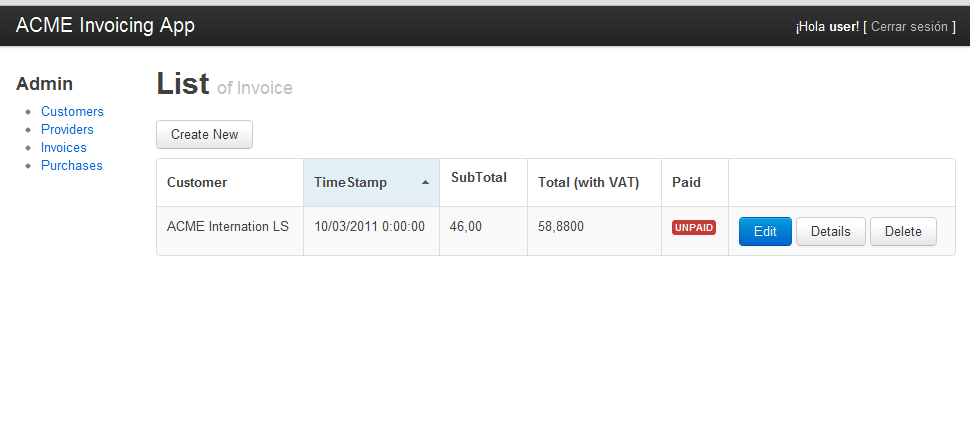 ACME Invoicing App
¡Hola user! [ Cerrar sesión ]
Admin
Customers
Providers
Invoices
Purchases
List of Invoice
Create New
Customer TimeStamp SubTotal Total (with VAT) Paid
ACME Internation LS 10/03/2011 0:00:00 46,00 58,8800 UNPAID Edit Details Delete